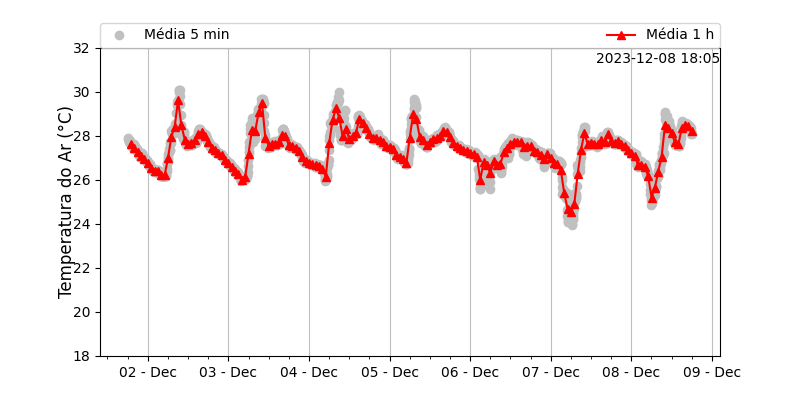 Média 5 min
Média 1 h
2023-12-08 18:05
Temperatura do Ar (°C)
32
30
28
26
24
22
20
18
02 - Dec
03 - Dec
04 - Dec
05 - Dec
06 - Dec
07 - Dec
08 - Dec
09 - Dec